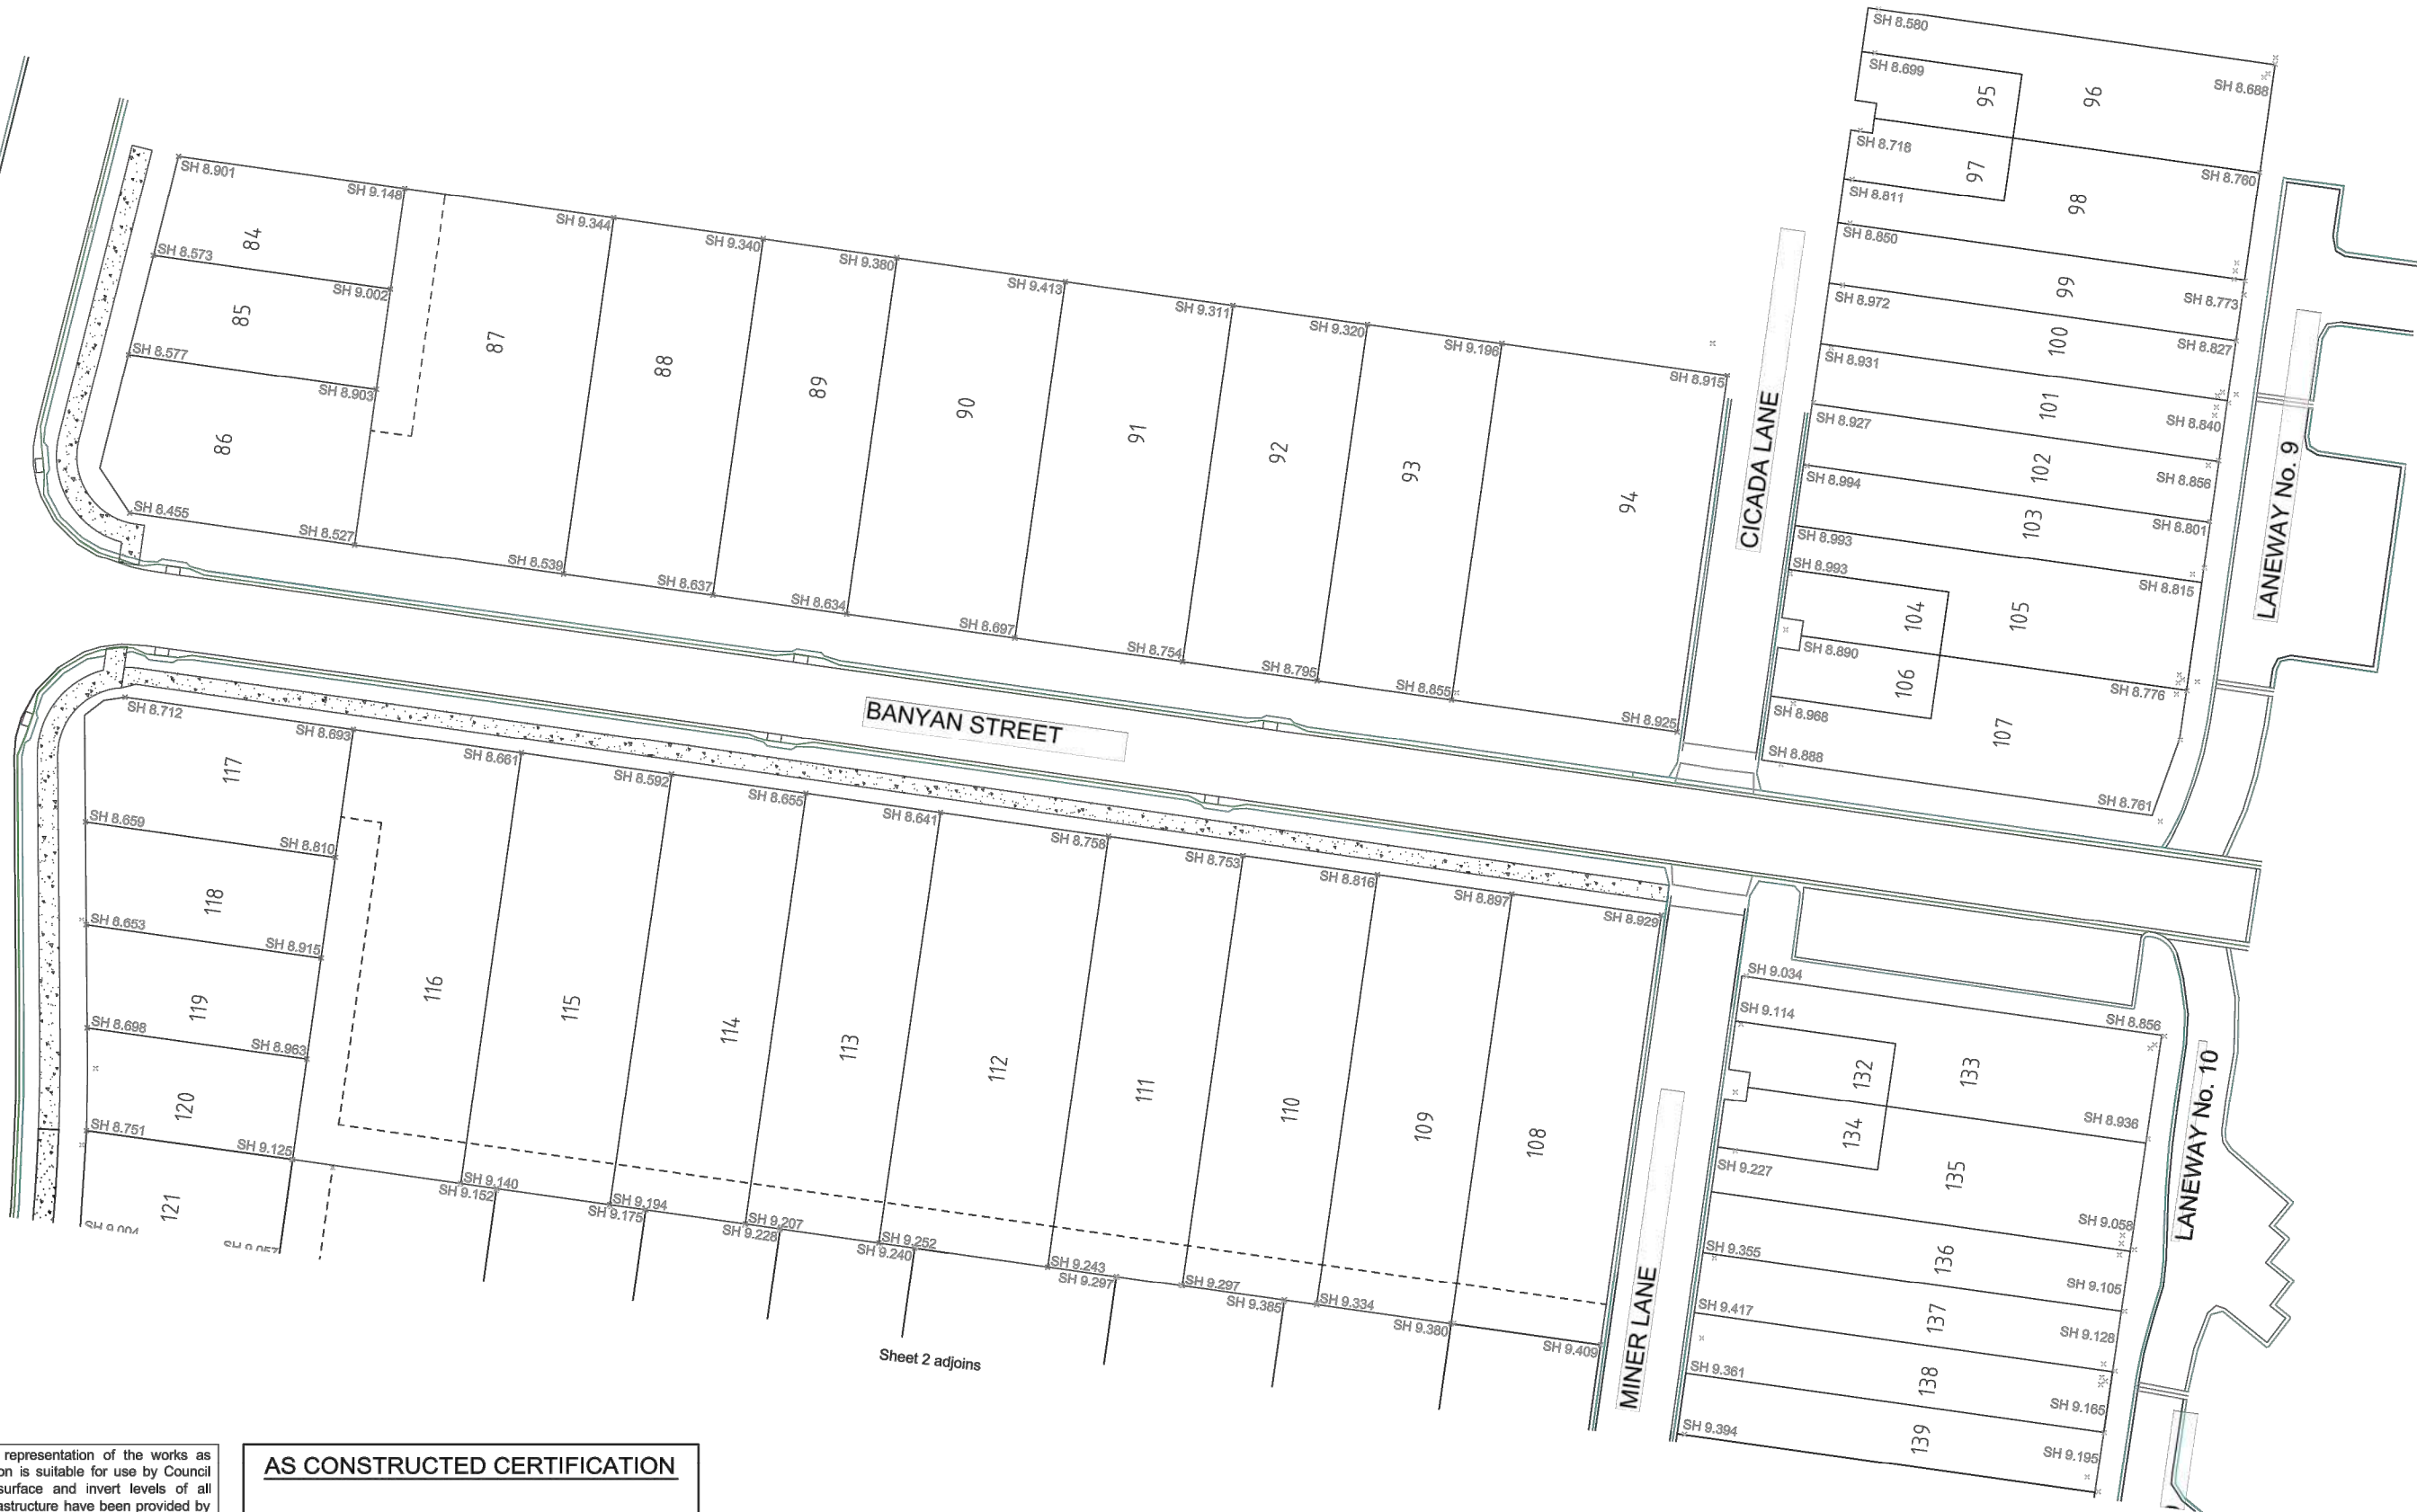 SH 8.580
SH 8.699
95
96
SH 8.688
SH 8.718
97
98
SH 8.760
SH 8.811
SH 8.850
99
SH 8.773
SH 8.972
100
SH 8.827
SH 8.931
101
SH 8.840
SH 8.927
102
SH 8.856
SH 8.994
103
SH 8.801
SH 8.993
SH 8.993
SH 8.815
104
105
SH 8.890
106
SH 8.776
SH 8.968
107
SH 8.888
SH 8.761
CICADA LANE
LANEWAY No. 9
SH 8.901
SH 9.148
84
SH 8.573
SH 9.002
85
SH 8.577
SH 8.903
86
SH 8.455
SH 8.527
87
SH 9.344
SH 8.539
88
SH 9.340
SH 8.637
89
SH 9.380
SH 8.634
90
SH 9.413
SH 8.697
91
SH 9.311
SH 8.754
92
SH 9.320
SH 8.795
93
SH 9.196
SH 8.855
94
SH 8.915
SH 8.925
BANYAN STREET
SH 8.712
SH 8.693
117
SH 8.659
SH 8.810
118
SH 8.653
SH 8.915
119
SH 8.698
SH 8.963
120
SH 8.751
SH 9.125
121
SH 9.004
SH 9.057
SH 8.661
116
SH 9.140
SH 9.152
SH 8.592
115
SH 9.194
SH 9.175
SH 8.655
114
SH 9.207
SH 9.228
SH 8.641
113
SH 9.252
SH 9.240
SH 8.758
112
SH 9.243
SH 9.297
SH 8.753
111
SH 9.297
SH 9.385
SH 8.816
110
SH 9.334
SH 8.897
109
SH 9.380
SH 8.929
108
SH 9.409
MINER LANE
SH 9.034
SH 8.856
SH 9.114
132
133
134
SH 8.936
SH 9.227
135
SH 9.058
136
SH 9.355
SH 9.105
137
SH 9.417
SH 9.128
138
SH 9.361
SH 9.165
139
SH 9.394
SH 9.195
LANEWAY No. 10
Sheet 2 adjoins
representation of the works as
on is suitable for use by Council
surface and invert levels of all
astructure have been provided by
AS CONSTRUCTED CERTIFICATION